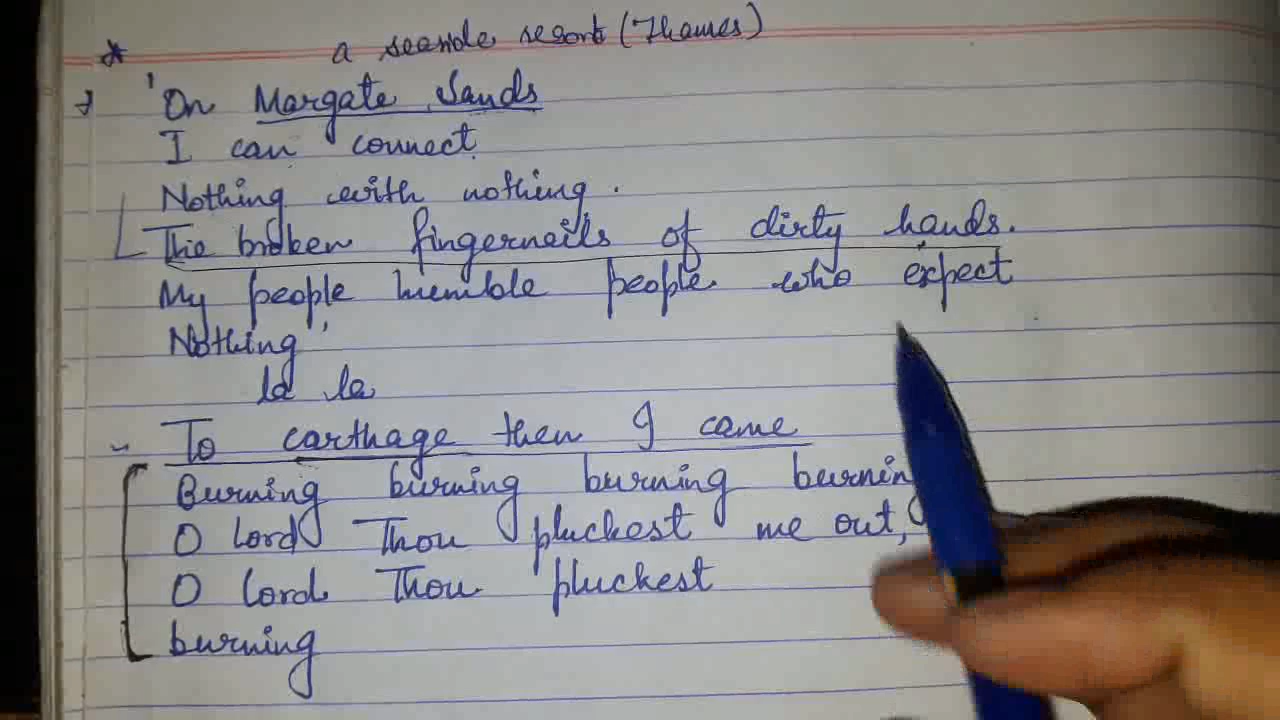 a seaside resort (Thames)
'On Margate Sands
I can connect
Nothing with nothing.
The broken fingernails of dirty hands.
My people humble people who expect
Nothing'
la la
To carthage then I came
Burning burning burning burning
O lord Thou pluckest me out,
O lord Thou pluckest
burning